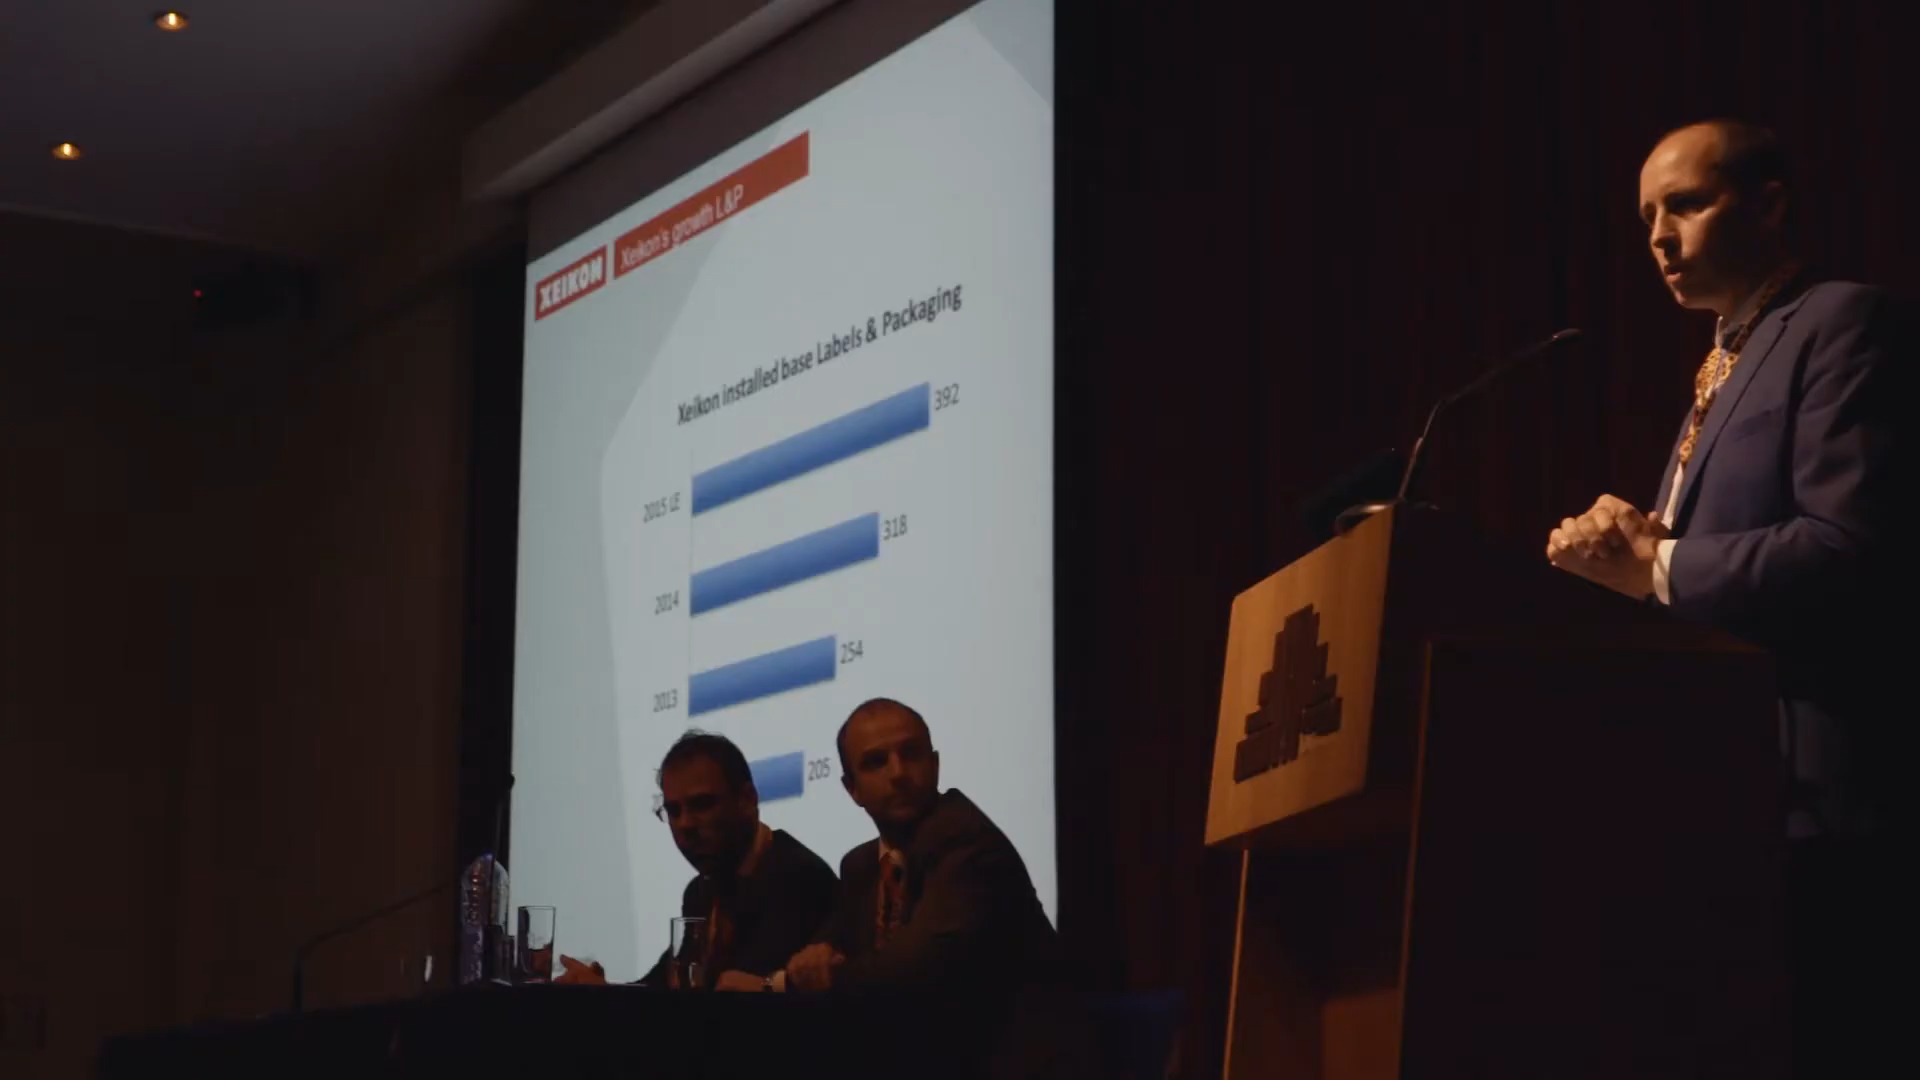 XEIKON
Xeikon's growth L&P
Xeikon installed base Labels & Packaging
2015 LE
392
2014
318
2013
254
205